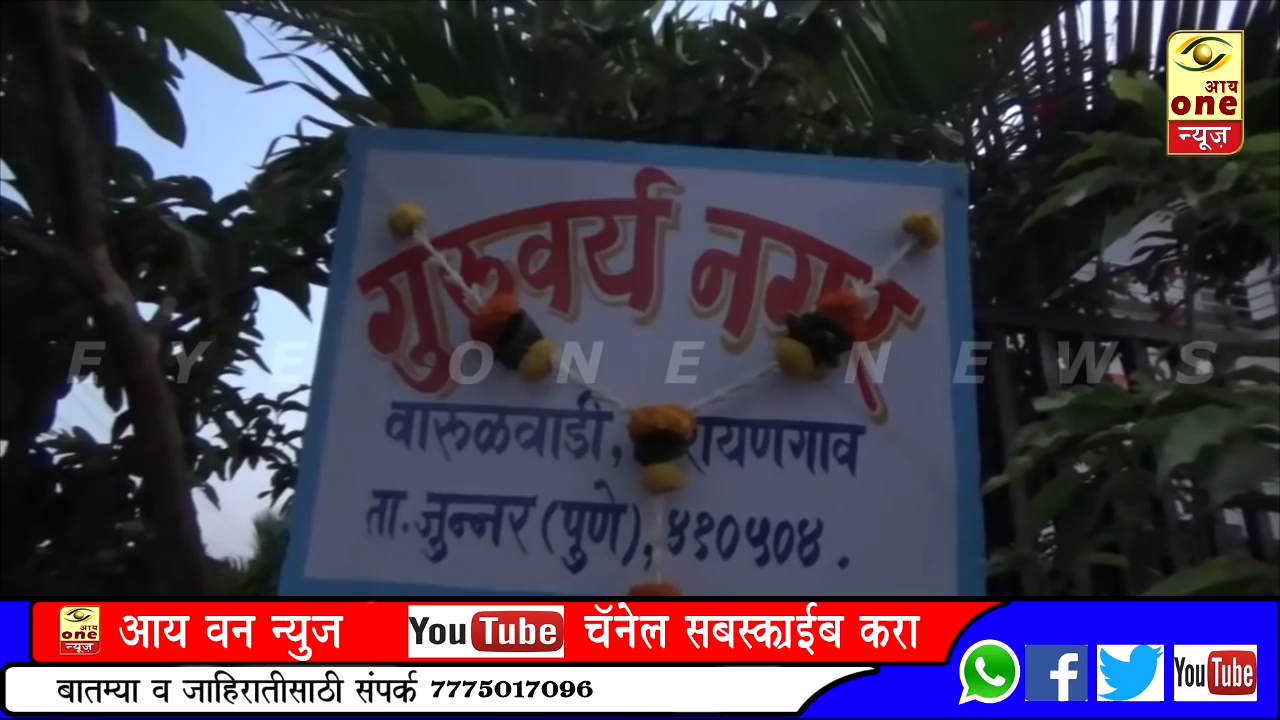 आय
one
न्यूज़
गुरुवर्य नगर
EYE ONE NEWS
वारुळवाडी, रायणगाव
ता. जुन्नर (पुणे), ४१०५०४.
आय
one
न्यूज़
आय वन न्युज YouTube चॅनेल सबस्क्राईब करा
बातम्या व जाहिरातीसाठी संपर्क 7775017096
YouTube